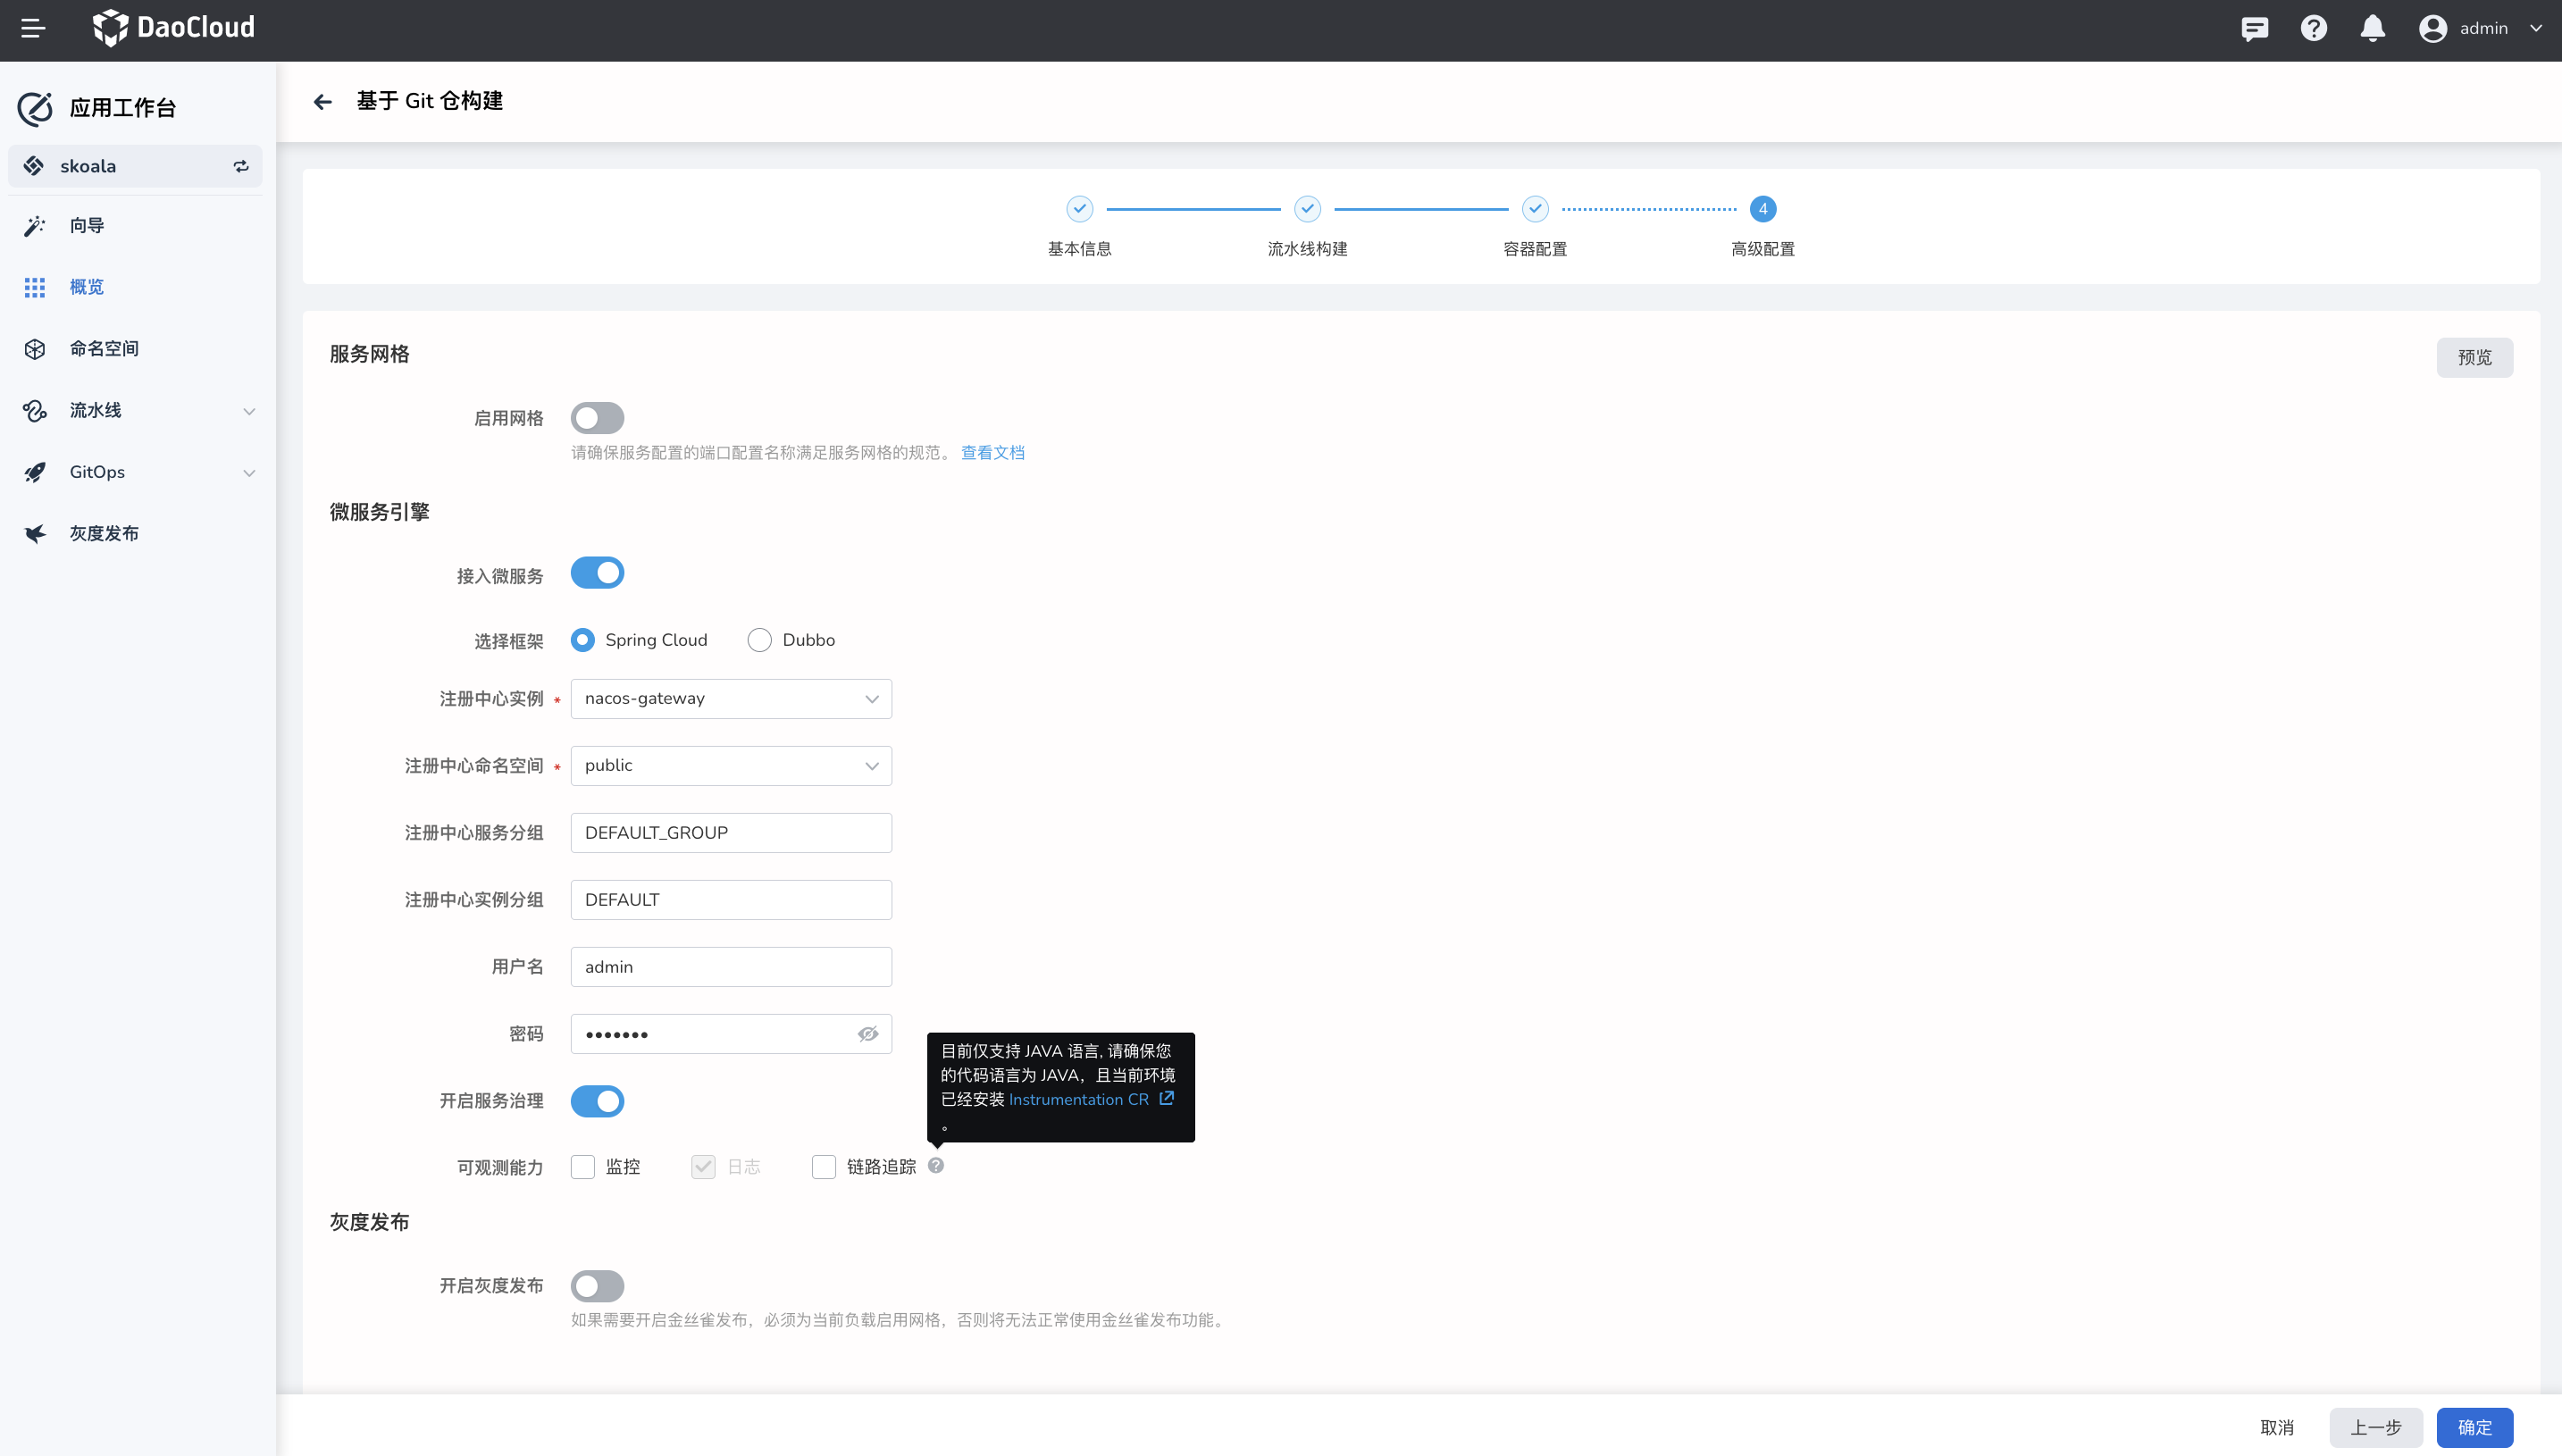 DaoCloud
admin
应用工作台
skoala
向导
概览
命名空间
流水线
GitOps
灰度发布
基于 Git 仓构建
4
基本信息
流水线构建
容器配置
高级配置
服务网格
预览
启用网格
请确保服务配置的端口配置名称满足服务网格的规范。 查看文档
微服务引擎
接入微服务
选择框架 Spring Cloud Dubbo
注册中心实例 * nacos-gateway
注册中心命名空间 * public
注册中心服务分组 DEFAULT_GROUP
注册中心实例分组 DEFAULT
用户名 admin
密码 •••••••
目前仅支持 JAVA 语言, 请确保您
的代码语言为 JAVA，且当前环境
已经安装 Instrumentation CR
。
开启服务治理
可观测能力 监控 日志 链路追踪 ?
灰度发布
开启灰度发布
如果需要开启金丝雀发布，必须为当前负载启用网格，否则将无法正常使用金丝雀发布功能。
取消 上一步 确定